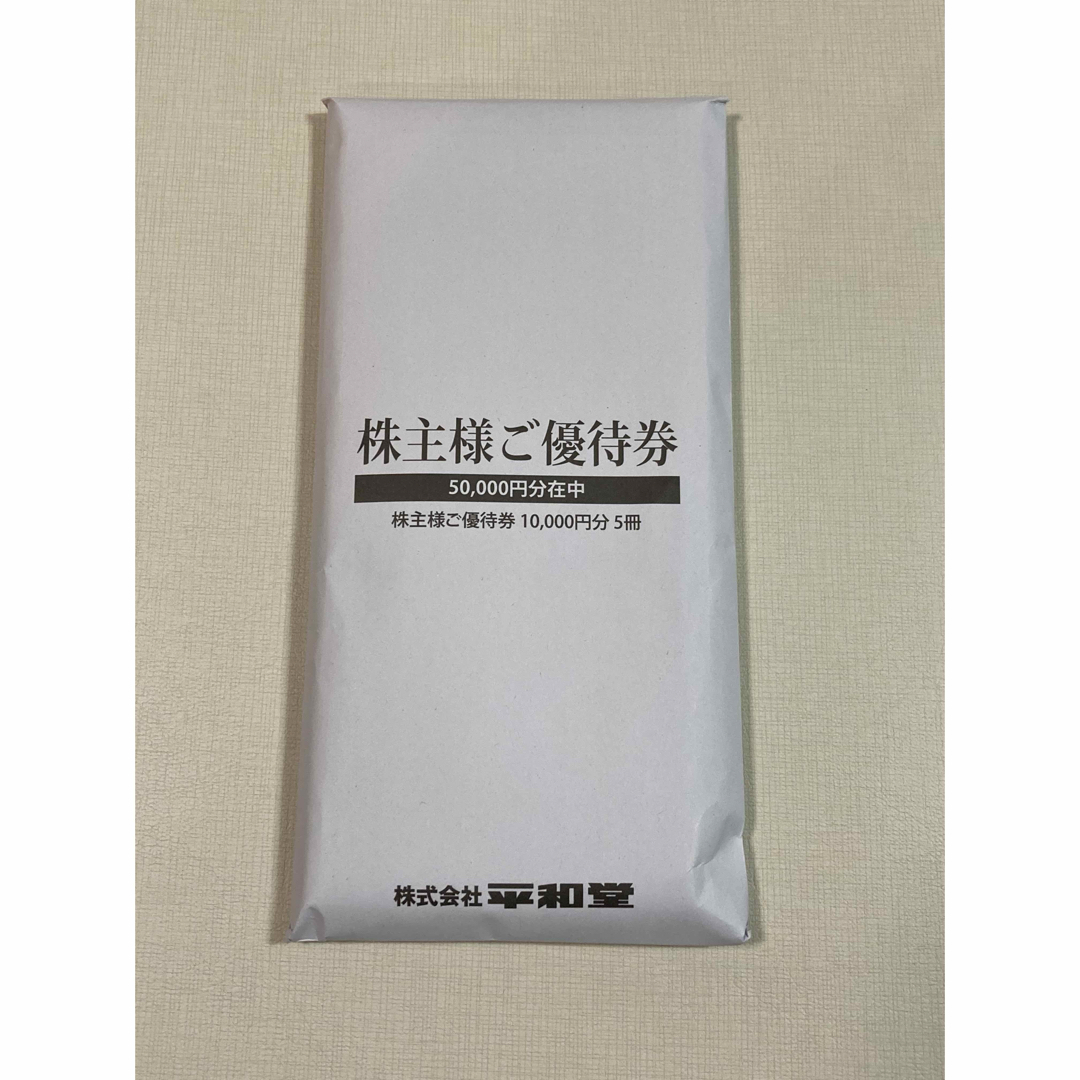 株主様ご優待券
50,000円分在中
株主様ご優待券 10,000円分 5冊
株式会社 平和堂